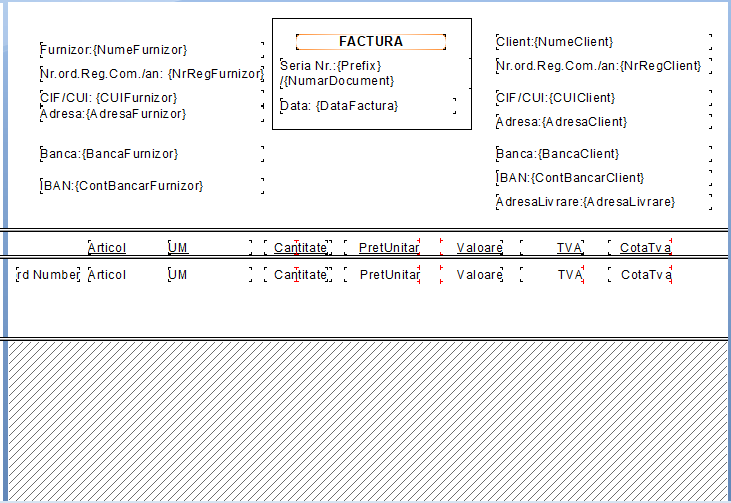 FACTURA
Furnizor:{NumeFurnizor}
Nr.ord.Reg.Com./an: {NrRegFurnizor}
CIF/CUI: {CUIFurnizor}
Adresa:{AdresaFurnizor}
Banca:{BancaFurnizor}
IBAN:{ContBancarFurnizor}
Seria Nr.:{Prefix}
/{NumarDocument}
Data: {DataFactura}
Client:{NumeClient}
Nr.ord.Reg.Com./an:{NrRegClient}
CIF/CUI:{CUIClient}
Adresa:{AdresaClient}
Banca:{BancaClient}
IBAN:{ContBancarClient}
AdresaLivrare:{AdresaLivrare}
Articol UM Cantitate PretUnitar Valoare TVA CotaTva
rd Number Articol UM Cantitate PretUnitar Valoare TVA CotaTva